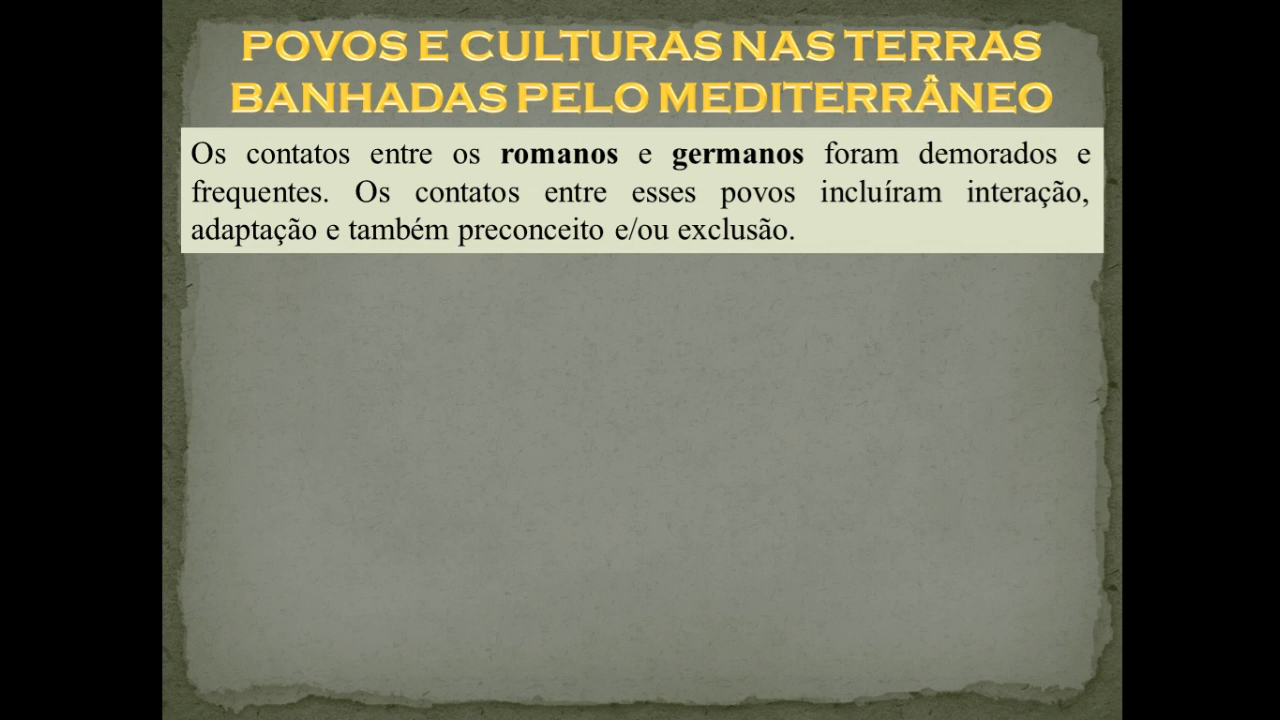 POVOS E CULTURAS NAS TERRAS
BANHADAS PELO MEDITERRÂNEO
Os contatos entre os romanos e germanos foram demorados e
frequentes. Os contatos entre esses povos incluíram interação,
adaptação e também preconceito e/ou exclusão.